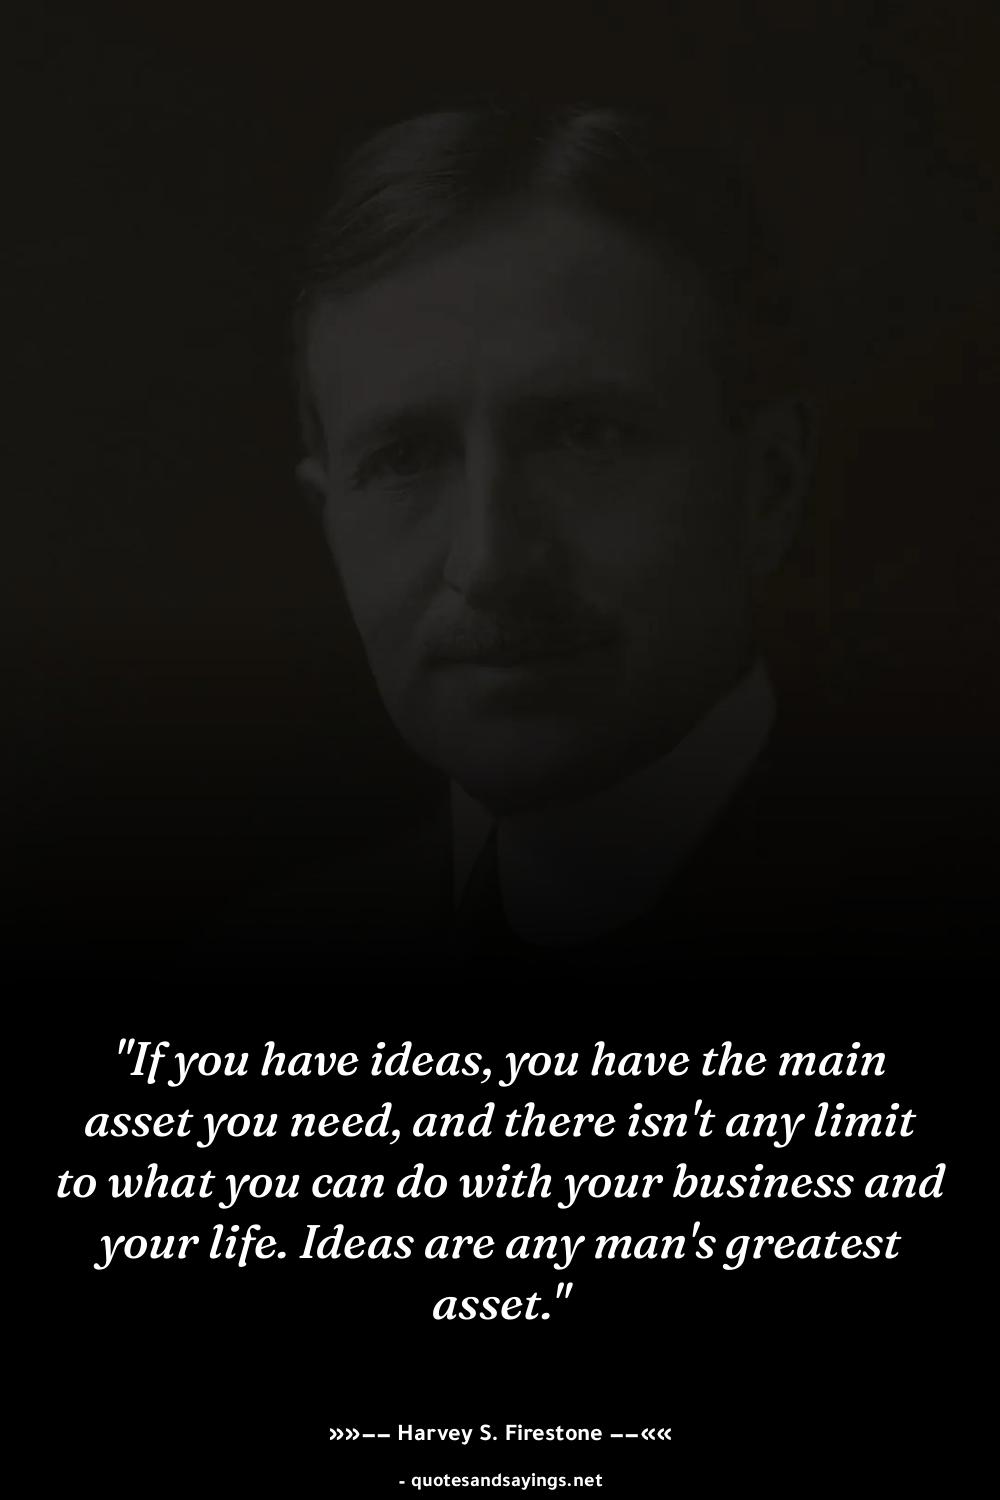 "If you have ideas, you have the main
asset you need, and there isn't any limit
to what you can do with your business and
your life. Ideas are any man's greatest
asset."
»»−− Harvey S. Firestone −−««
- quotesandsayings.net